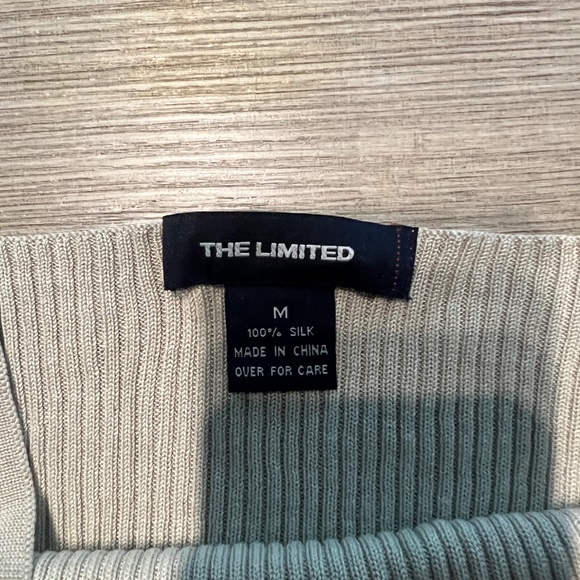 THE LIMITED
M
100% SILK
MADE IN CHINA
OVER FOR CARE